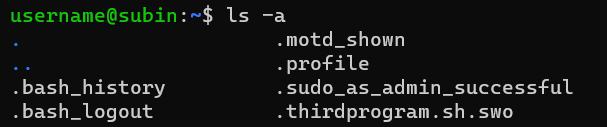 username@subin:~$ ls -a
. .motd_shown
.. .profile
.bash_history .sudo_as_admin_successful
.bash_logout .thirdprogram.sh.swo